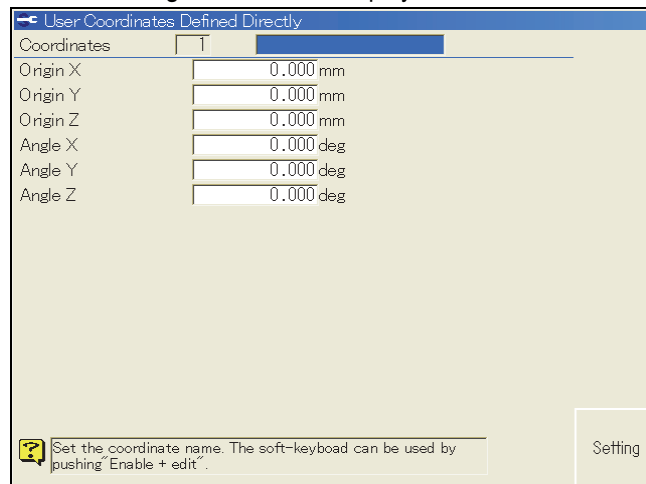 User Coordinates Defined Directly
Coordinates 1
Origin X 0.000 mm
Origin Y 0.000 mm
Origin Z 0.000 mm
Angle X 0.000 deg
Angle Y 0.000 deg
Angle Z 0.000 deg
Set the coordinate name. The soft-keyboad can be used by
pushing"Enable + edit".
Setting